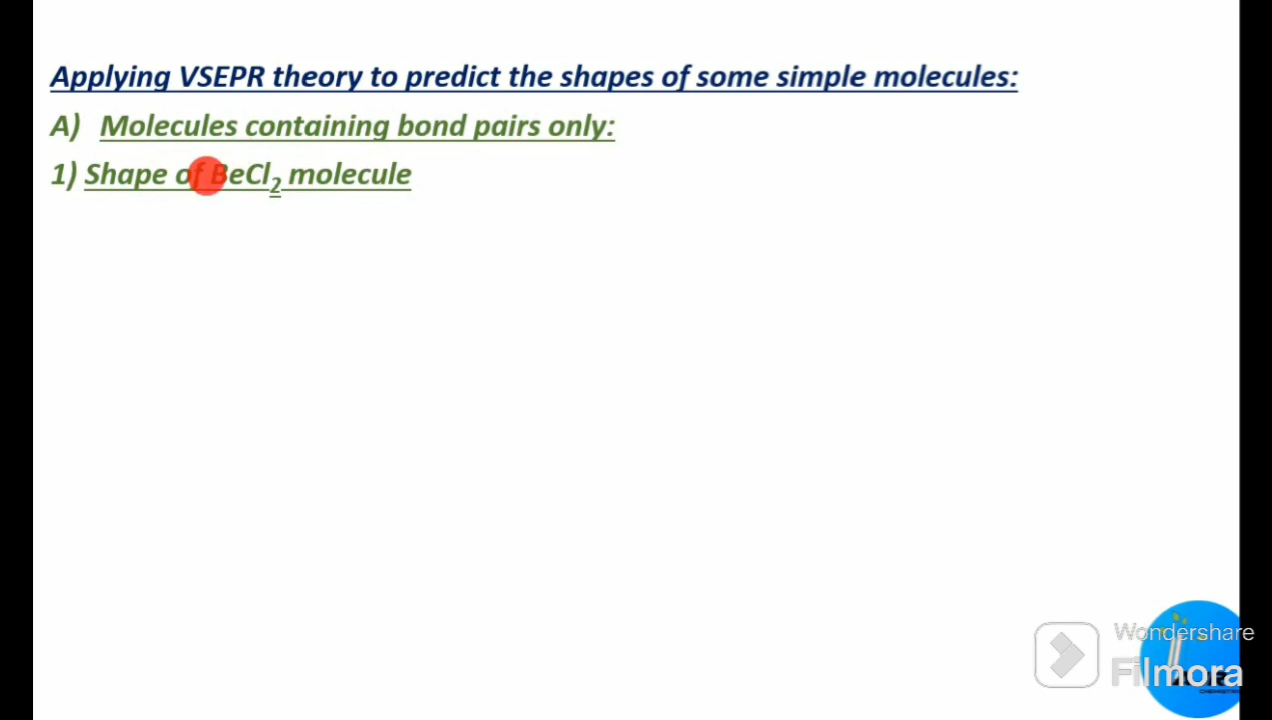 Applying VSEPR theory to predict the shapes of some simple molecules:
A) Molecules containing bond pairs only:
1) Shape of BeCl₂ molecule
Wondershare
Filmora